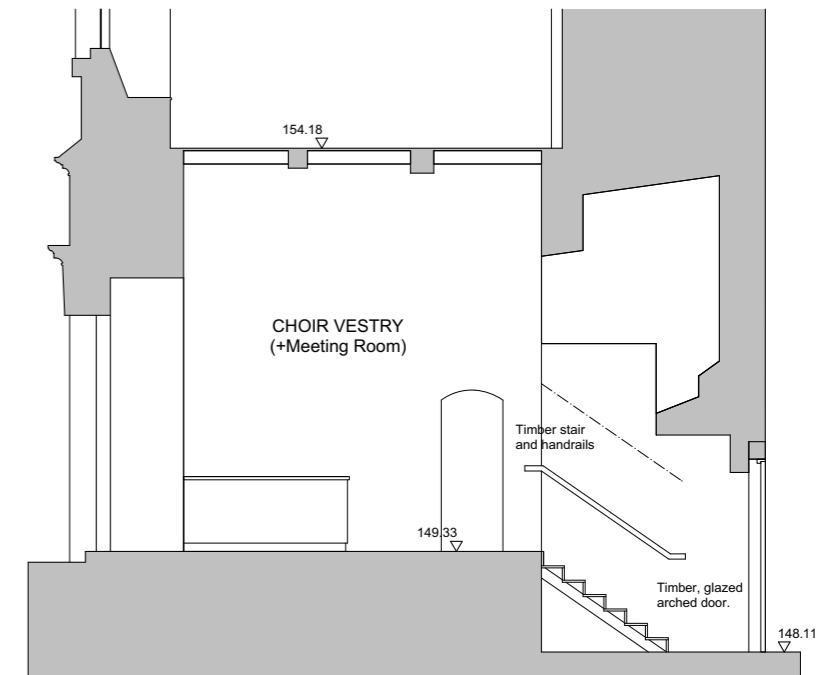 154.18
CHOIR VESTRY
(+Meeting Room)
Timber stair
and handrails
149.33
Timber, glazed
arched door.
148.11